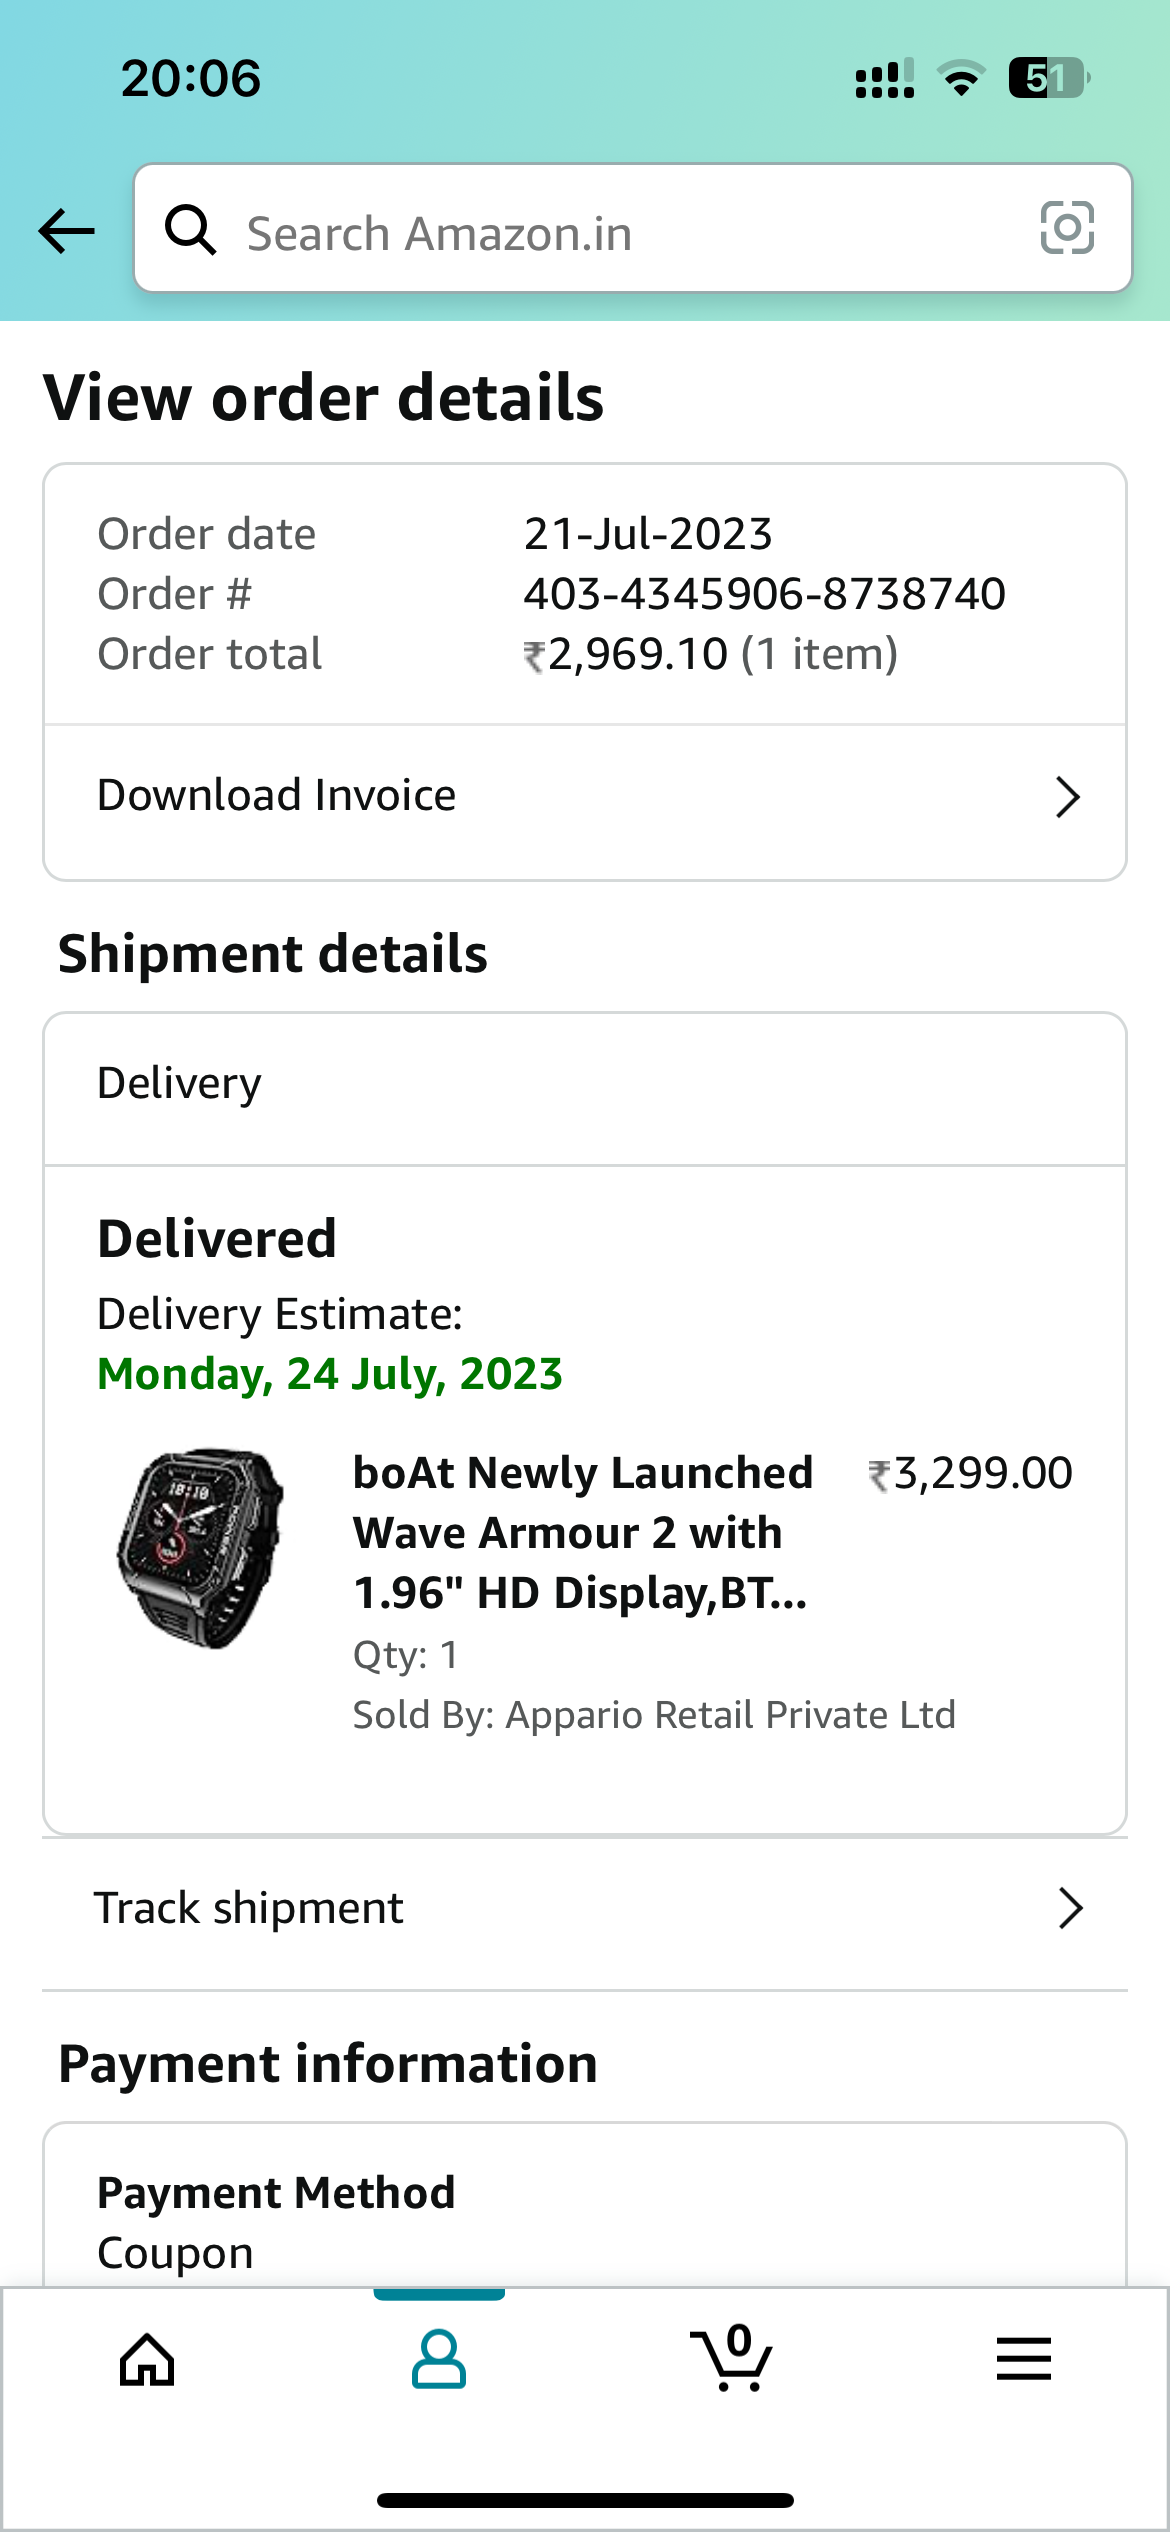 20:06
51
Search Amazon.in
View order details
Order date 21-Jul-2023
Order # 403-4345906-8738740
Order total ₹2,969.10 (1 item)
Download Invoice
Shipment details
Delivery
Delivered
Delivery Estimate:
Monday, 24 July, 2023
boAt Newly Launched ₹3,299.00
Wave Armour 2 with
1.96" HD Display,BT...
Qty: 1
Sold By: Appario Retail Private Ltd
Track shipment
Payment information
Payment Method
Coupon
0